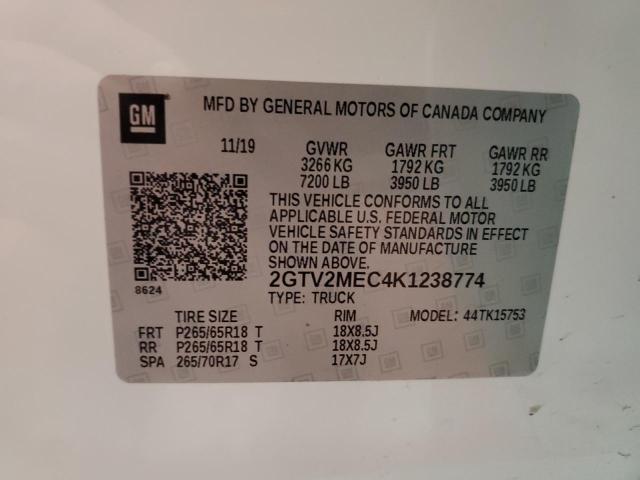 GM
MFD BY GENERAL MOTORS OF CANADA COMPANY
11/19 GVWR GAWR FRT GAWR RR
3266 KG 1792 KG 1792 KG
7200 LB 3950 LB 3950 LB
THIS VEHICLE CONFORMS TO ALL
APPLICABLE U.S. FEDERAL MOTOR
VEHICLE SAFETY STANDARDS IN EFFECT
ON THE DATE OF MANUFACTURE
SHOWN ABOVE.
8624
2GTV2MEC4K1238774
TYPE: TRUCK
TIRE SIZE RIM MODEL: 44TK15753
FRT P265/65R18 T 18X8.5J
RR P265/65R18 T 18X8.5J
SPA 265/70R17 S 17X7J